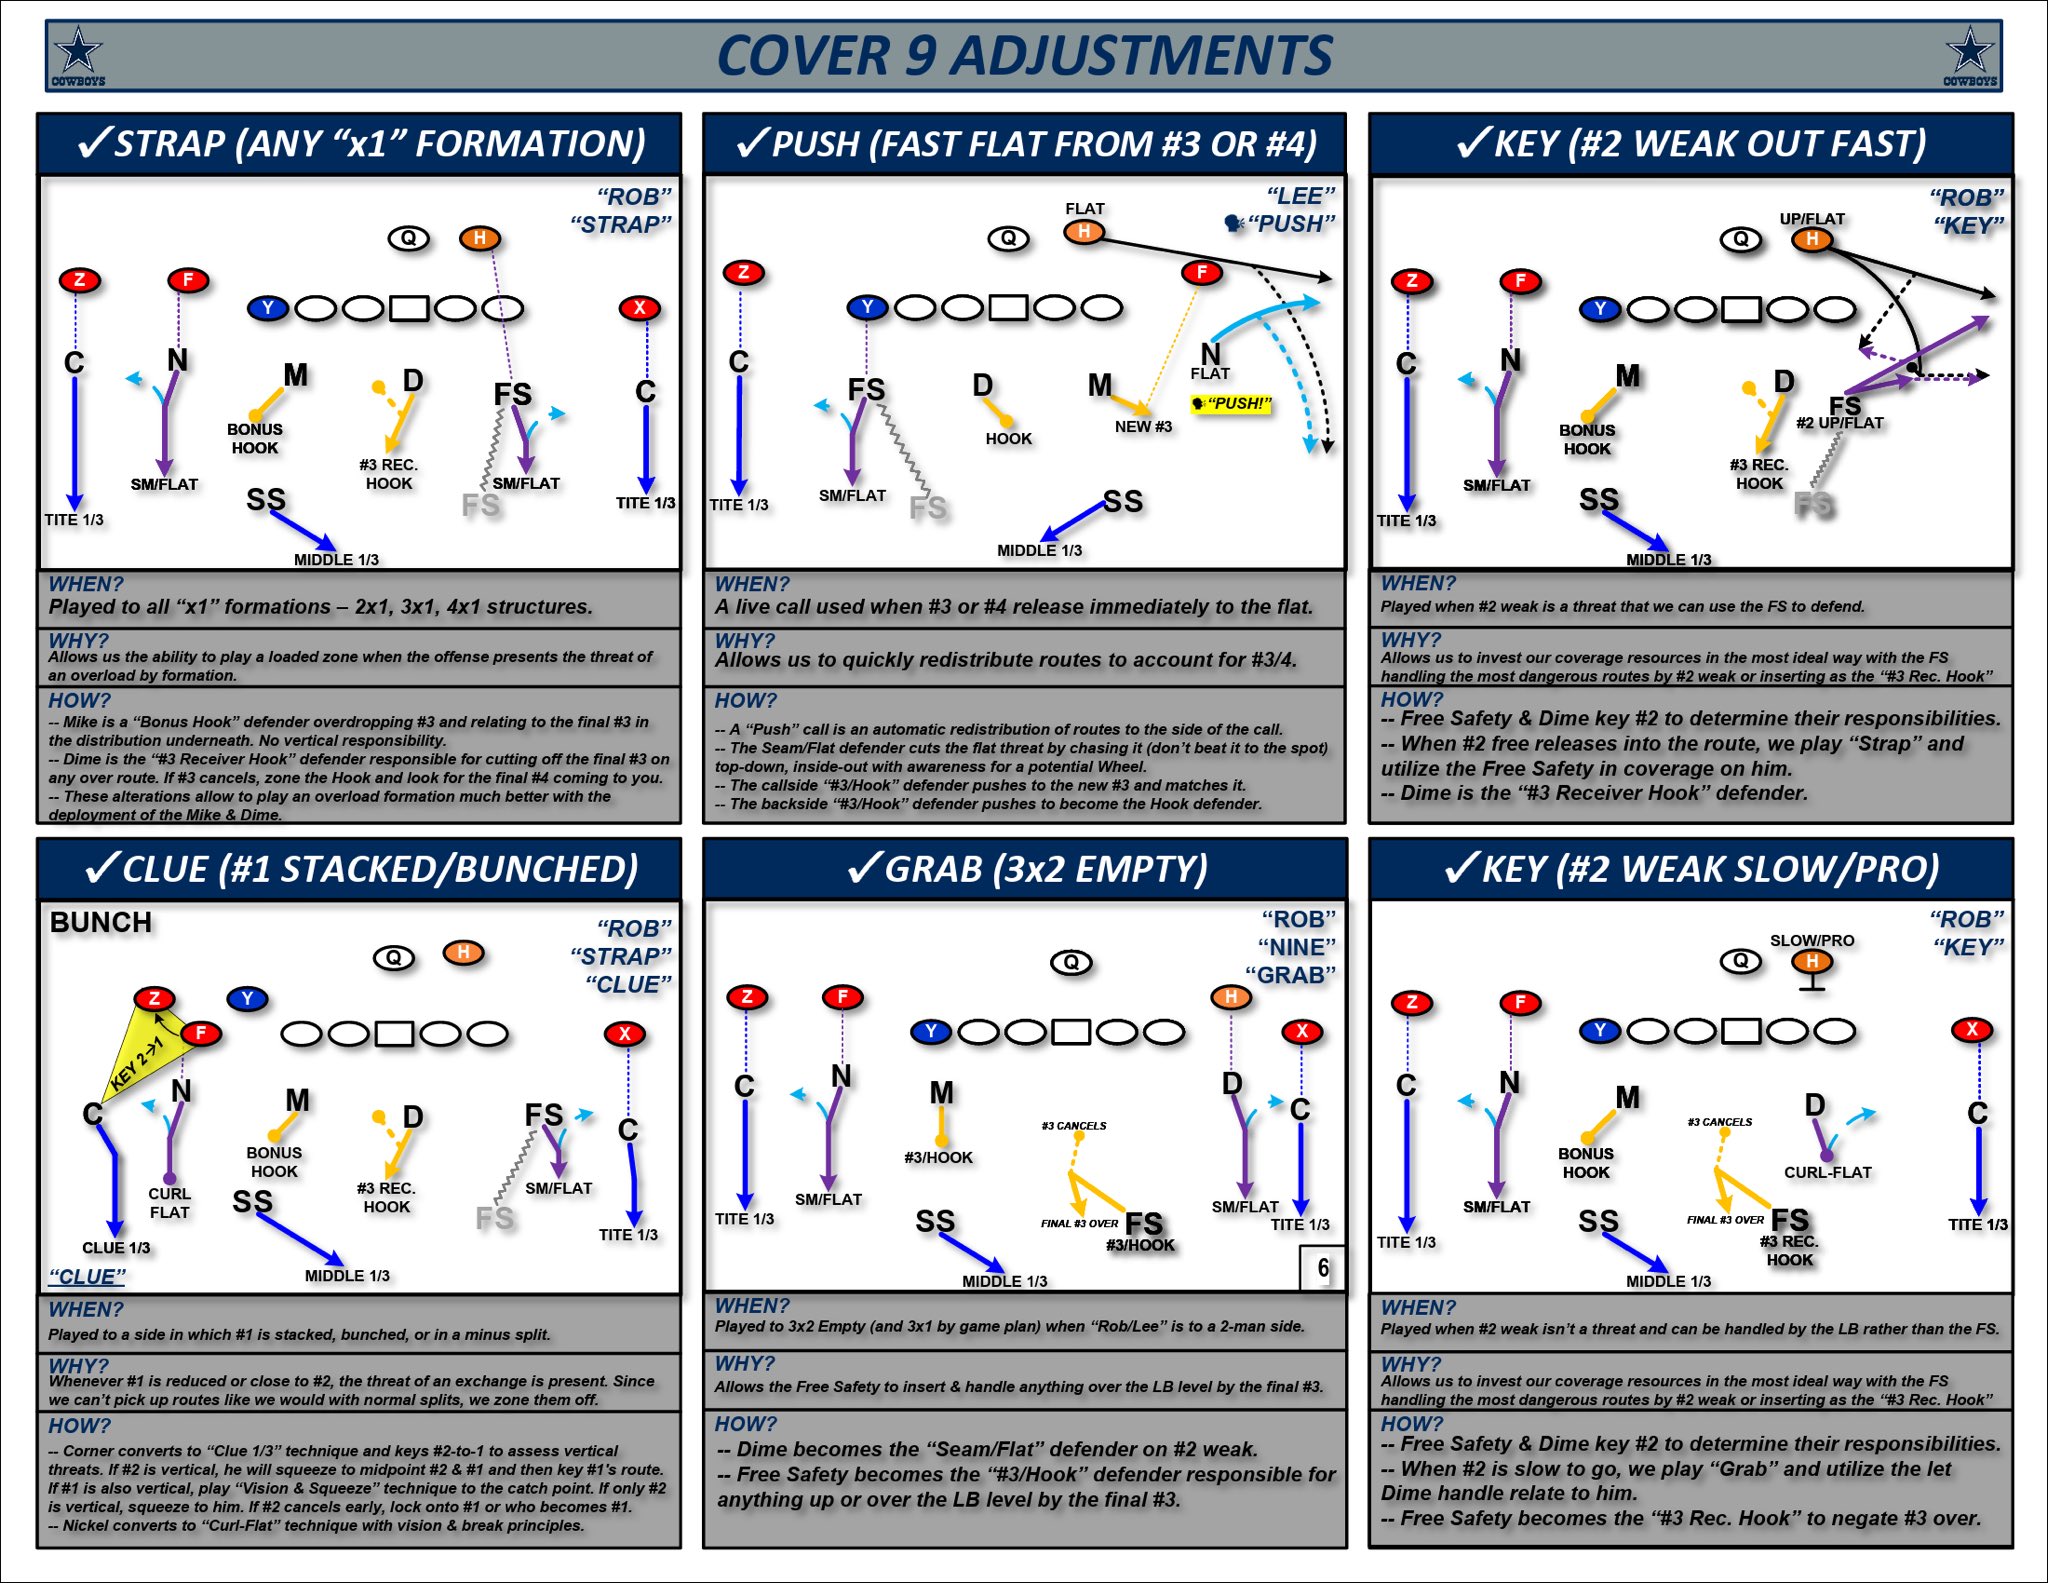 COWBOYS
COVER 9 ADJUSTMENTS
COWBOYS
✓STRAP (ANY “x1” FORMATION)
“ROB”
“STRAP”
Q
H
Z
F
Y
X
C
N
M
D
FS
C
BONUS
HOOK
#3 REC.
HOOK
SM/FLAT
SM/FLAT
SS
FS
TITE 1/3
TITE 1/3
MIDDLE 1/3
WHEN?
Played to all “x1” formations – 2x1, 3x1, 4x1 structures.
WHY?
Allows us the ability to play a loaded zone when the offense presents the threat of
an overload by formation.
HOW?
-- Mike is a “Bonus Hook” defender overdropping #3 and relating to the final #3 in
the distribution underneath. No vertical responsibility.
-- Dime is the “#3 Receiver Hook” defender responsible for cutting off the final #3 on
any over route. If #3 cancels, zone the Hook and look for the final #4 coming to you.
-- These alterations allow to play an overload formation much better with the
deployment of the Mike & Dime.
✓PUSH (FAST FLAT FROM #3 OR #4)
“LEE”
“PUSH”
FLAT
H
Q
Z
F
Y
C
N
FLAT
FS
D
M
“PUSH!”
NEW #3
HOOK
SM/FLAT
FS
SS
TITE 1/3
MIDDLE 1/3
WHEN?
A live call used when #3 or #4 release immediately to the flat.
WHY?
Allows us to quickly redistribute routes to account for #3/4.
HOW?
-- A “Push” call is an automatic redistribution of routes to the side of the call.
-- The Seam/Flat defender cuts the flat threat by chasing it (don’t beat it to the spot)
top-down, inside-out with awareness for a potential Wheel.
-- The callside “#3/Hook” defender pushes to the new #3 and matches it.
-- The backside “#3/Hook” defender pushes to become the Hook defender.
✓KEY (#2 WEAK OUT FAST)
“ROB”
“KEY”
UP/FLAT
Q
H
Z
F
Y
C
N
M
D
FS
#2 UP/FLAT
BONUS
HOOK
#3 REC.
HOOK
SM/FLAT
SS
FS
TITE 1/3
MIDDLE 1/3
WHEN?
Played when #2 weak is a threat that we can use the FS to defend.
WHY?
Allows us to invest our coverage resources in the most ideal way with the FS
handling the most dangerous routes by #2 weak or inserting as the “#3 Rec. Hook”
HOW?
-- Free Safety & Dime key #2 to determine their responsibilities.
-- When #2 free releases into the route, we play “Strap” and
utilize the Free Safety in coverage on him.
-- Dime is the “#3 Receiver Hook” defender.
✓CLUE (#1 STACKED/BUNCHED)
BUNCH
“ROB”
“STRAP”
“CLUE”
Q
H
Z
Y
F
X
KEY 2→1
C
N
M
D
FS
C
BONUS
HOOK
#3 REC.
HOOK
SM/FLAT
CURL
FLAT
SS
FS
TITE 1/3
CLUE 1/3
MIDDLE 1/3
“CLUE”
WHEN?
Played to a side in which #1 is stacked, bunched, or in a minus split.
WHY?
Whenever #1 is reduced or close to #2, the threat of an exchange is present. Since
we can’t pick up routes like we would with normal splits, we zone them off.
HOW?
-- Corner converts to “Clue 1/3” technique and keys #2-to-1 to assess vertical
threats. If #2 is vertical, he will squeeze to midpoint #2 & #1 and then key #1's route.
If #1 is also vertical, play “Vision & Squeeze” technique to the catch point. If only #2
is vertical, squeeze to him. If #2 cancels early, lock onto #1 or who becomes #1.
-- Nickel converts to “Curl-Flat” technique with vision & break principles.
✓GRAB (3x2 EMPTY)
“ROB”
“NINE”
“GRAB”
Q
Z
F
H
Y
X
C
N
M
D
C
#3 CANCELS
#3/HOOK
SM/FLAT
SM/FLAT
TITE 1/3
TITE 1/3
SS
FINAL #3 OVER
FS
#3/HOOK
MIDDLE 1/3
6
WHEN?
Played to 3x2 Empty (and 3x1 by game plan) when “Rob/Lee” is to a 2-man side.
WHY?
Allows the Free Safety to insert & handle anything over the LB level by the final #3.
HOW?
-- Dime becomes the “Seam/Flat” defender on #2 weak.
-- Free Safety becomes the “#3/Hook” defender responsible for
anything up or over the LB level by the final #3.
✓KEY (#2 WEAK SLOW/PRO)
“ROB”
“KEY”
SLOW/PRO
Q
H
Z
F
Y
X
C
N
M
D
C
#3 CANCELS
BONUS
HOOK
CURL-FLAT
SM/FLAT
SS
FINAL #3 OVER
FS
#3 REC.
HOOK
TITE 1/3
TITE 1/3
MIDDLE 1/3
WHEN?
Played when #2 weak isn’t a threat and can be handled by the LB rather than the FS.
WHY?
Allows us to invest our coverage resources in the most ideal way with the FS
handling the most dangerous routes by #2 weak or inserting as the “#3 Rec. Hook”
HOW?
-- Free Safety & Dime key #2 to determine their responsibilities.
-- When #2 is slow to go, we play “Grab” and utilize the let
Dime handle relate to him.
-- Free Safety becomes the “#3 Rec. Hook” to negate #3 over.